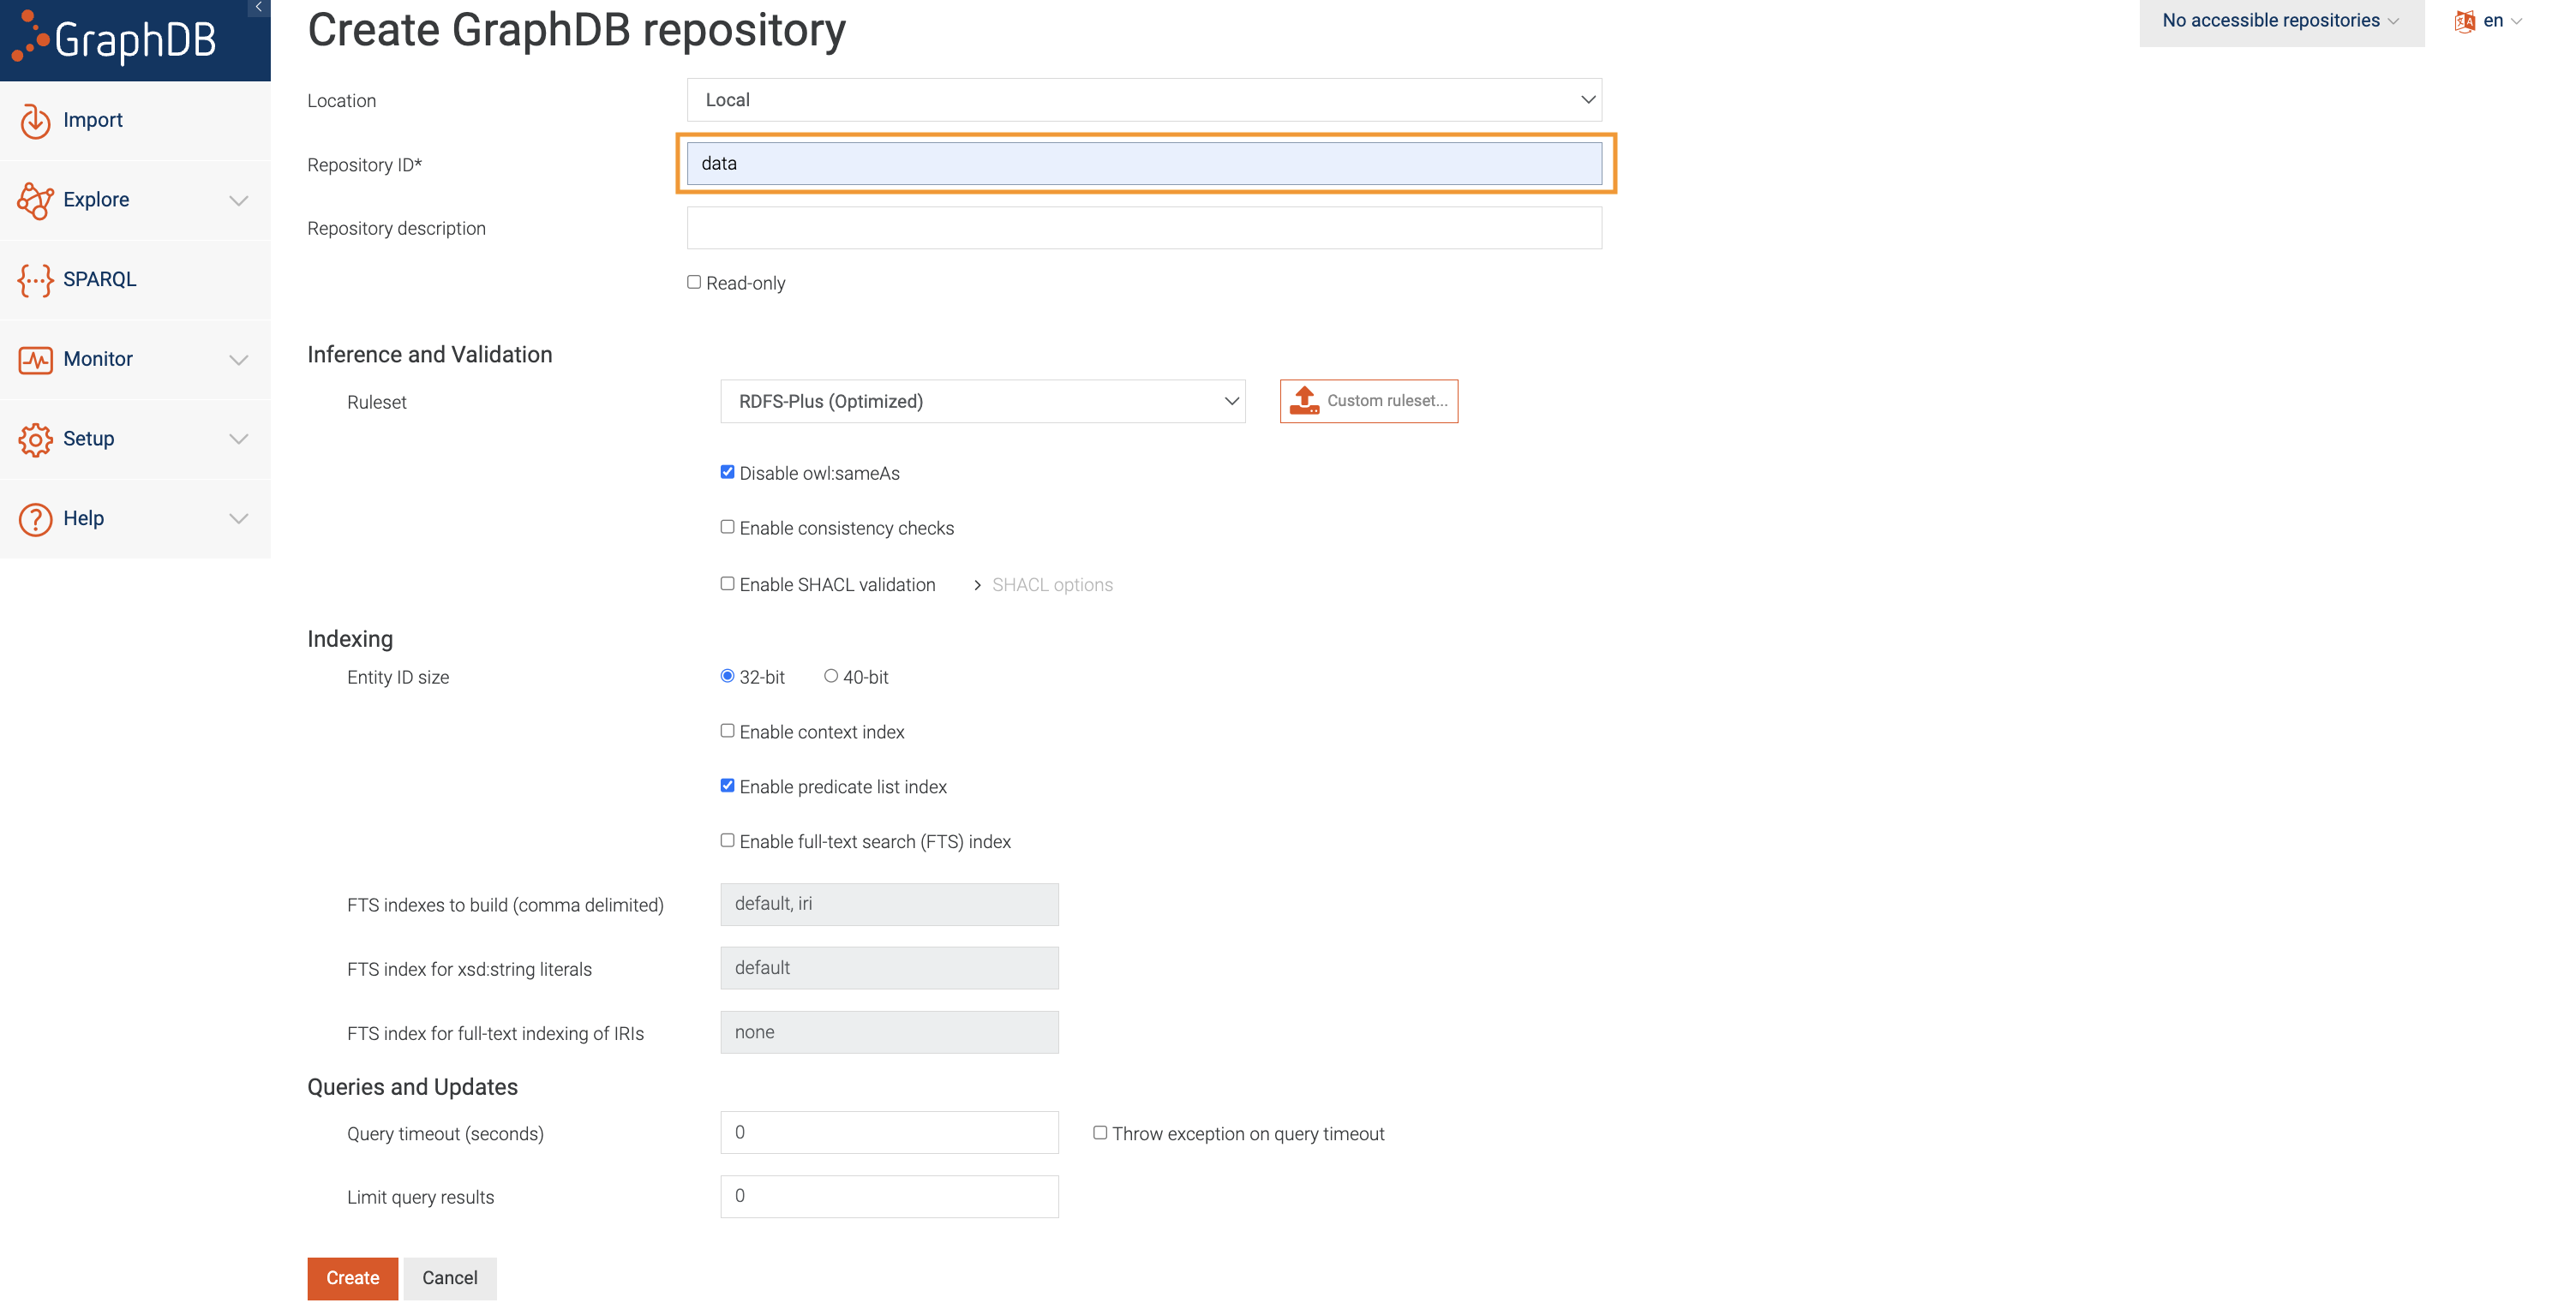 GraphDB
Create GraphDB repository
No accessible repositories
en
Import
Explore
SPARQL
Monitor
Setup
Help
Location
Local
Repository ID*
data
Repository description
Read-only
Inference and Validation
Ruleset
RDFS-Plus (Optimized)
Custom ruleset...
Disable owl:sameAs
Enable consistency checks
Enable SHACL validation
SHACL options
Indexing
Entity ID size
32-bit
40-bit
Enable context index
Enable predicate list index
Enable full-text search (FTS) index
FTS indexes to build (comma delimited)
default, iri
FTS index for xsd:string literals
default
FTS index for full-text indexing of IRIs
none
Queries and Updates
Query timeout (seconds)
0
Throw exception on query timeout
Limit query results
0
Create
Cancel